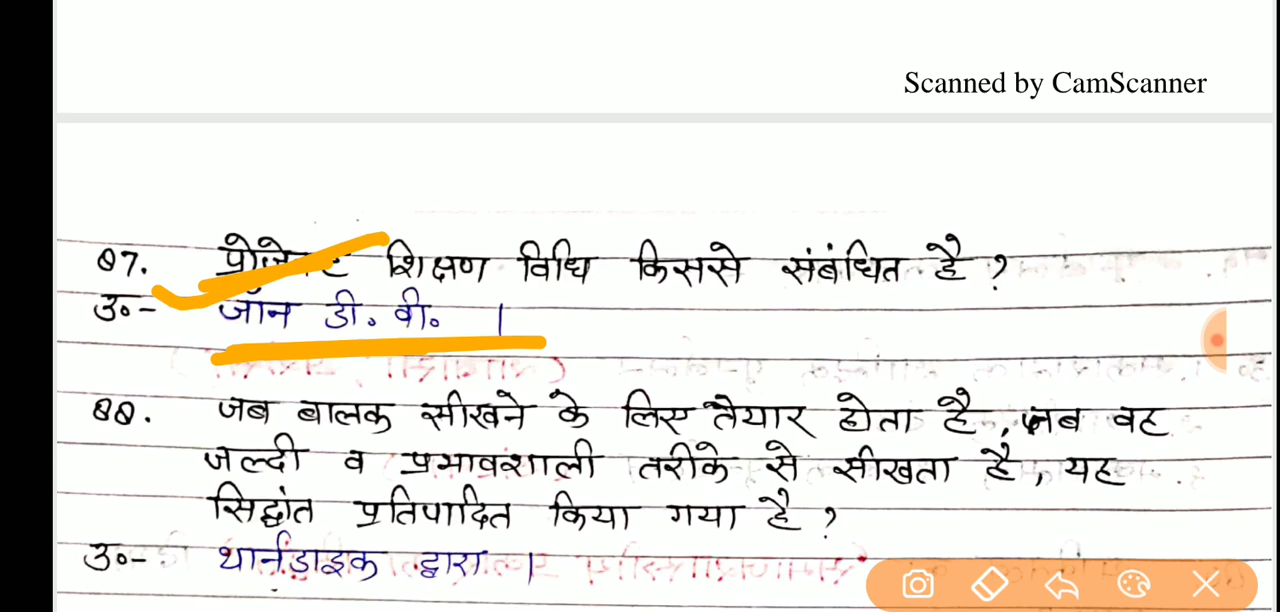 Scanned by CamScanner
87. प्रोजेक्ट शिक्षण विधि किससे संबंधित है ?
उ०- जॉन डी. वी. ।
88. जब बालक सीखने के लिए तैयार होता है, तब वह
जल्दी व प्रभावशाली तरीके से सीखता है, यह
सिद्धांत प्रतिपादित किया गया है ?
उ०- थार्नडाइक द्वारा ।